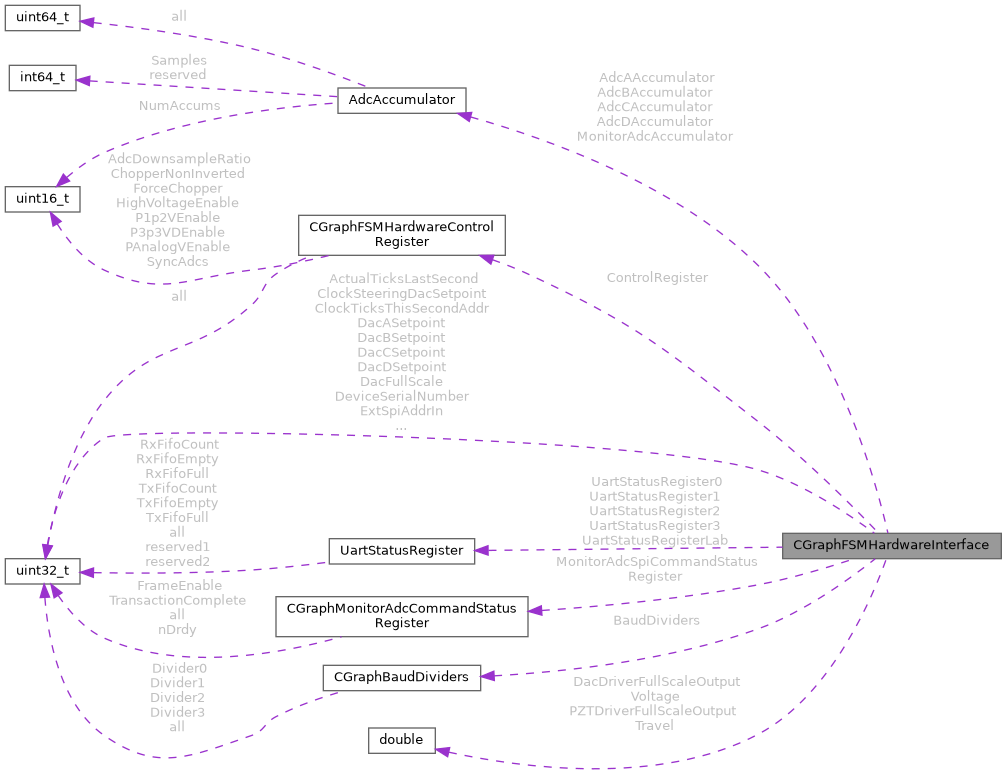 uint64_t
all
int64_t
Samples
reserved
AdcAccumulator
AdcAAccumulator
AdcBAccumulator
AdcCAccumulator
AdcDAccumulator
MonitorAdcAccumulator
NumAccums
uint16_t
AdcDownsampleRatio
ChopperNonInverted
ForceChopper
HighVoltageEnable
P1p2VEnable
P3p3VDEnable
PAnalogVEnable
SyncAdcs
CGraphFSMHardwareControl
Register
ControlRegister
all
ActualTicksLastSecond
ClockSteeringDacSetpoint
ClockTicksThisSecondAddr
DacASetpoint
DacBSetpoint
DacCSetpoint
DacDSetpoint
DacFullScale
DeviceSerialNumber
ExtSpiAddrIn
...
RxFifoCount
RxFifoEmpty
RxFifoFull
TxFifoCount
TxFifoEmpty
TxFifoFull
all
reserved1
reserved2
UartStatusRegister0
UartStatusRegister1
UartStatusRegister2
UartStatusRegister3
UartStatusRegisterLab
UartStatusRegister
CGraphFSMHardwareInterface
uint32_t
MonitorAdcSpiCommandStatus
Register
FrameEnable
TransactionComplete
all
nDrdy
CGraphMonitorAdcCommandStatus
Register
BaudDividers
Divider0
Divider1
Divider2
Divider3
all
CGraphBaudDividers
DacDriverFullScaleOutput
Voltage
PZTDriverFullScaleOutput
Travel
double